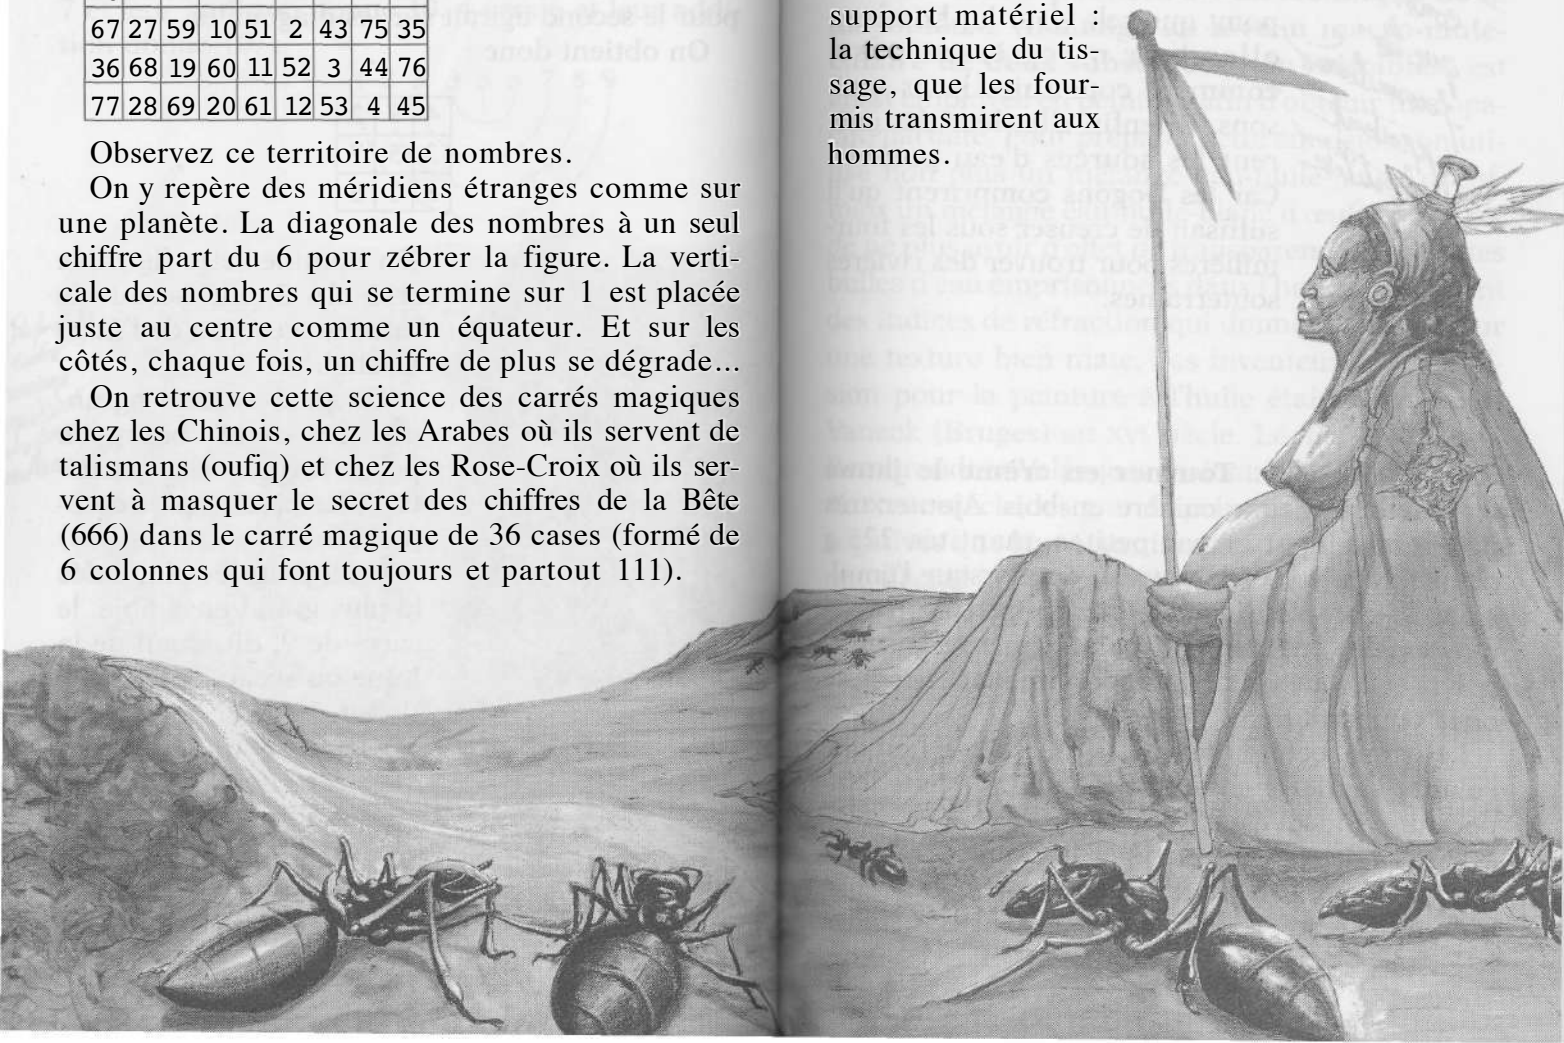 67 27 59 10 51 2 43 75 35
36 68 19 60 11 52 3 44 76
77 28 69 20 61 12 53 4 45
Observez ce territoire de nombres.
On y repère des méridiens étranges comme sur
une planète. La diagonale des nombres à un seul
chiffre part du 6 pour zébrer la figure. La verti-
cale des nombres qui se termine sur 1 est placée
juste au centre comme un équateur. Et sur les
côtés, chaque fois, un chiffre de plus se dégrade...
On retrouve cette science des carrés magiques
chez les Chinois, chez les Arabes où ils servent de
talismans (oufiq) et chez les Rose-Croix où ils ser-
vent à masquer le secret des chiffres de la Bête
(666) dans le carré magique de 36 cases (formé de
6 colonnes qui font toujours et partout 111).
support matériel
la technique du tis-
sage, que les four-
mis transmirent aux
hommes.